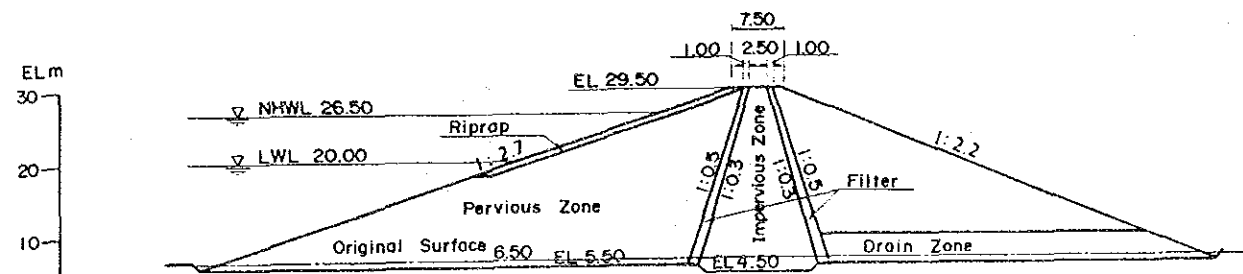 7.50
1.00 2.50 1.00
EL m
EL 29.50
30
NHWL 26.50
Riprap
1:2.7
1:2.2
LWL 20.00
20
1:0.5
1:0.3
Impervious Zone
1:0.3
1:0.5
Filter
Pervious Zone
10
Original Surface
6.50
EL 5.50
EL 4.50
Drain Zone